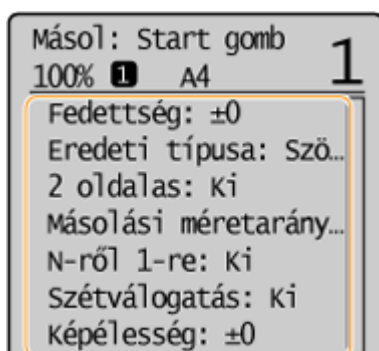 Másol: Start gomb
100% 1 A4 1
Fedettség: ±0
Eredeti típusa: Szö…
2 oldalas: Ki
Másolási méretarány…
N-ről 1-re: Ki
Szétválogatás: Ki
Képélesség: ±0